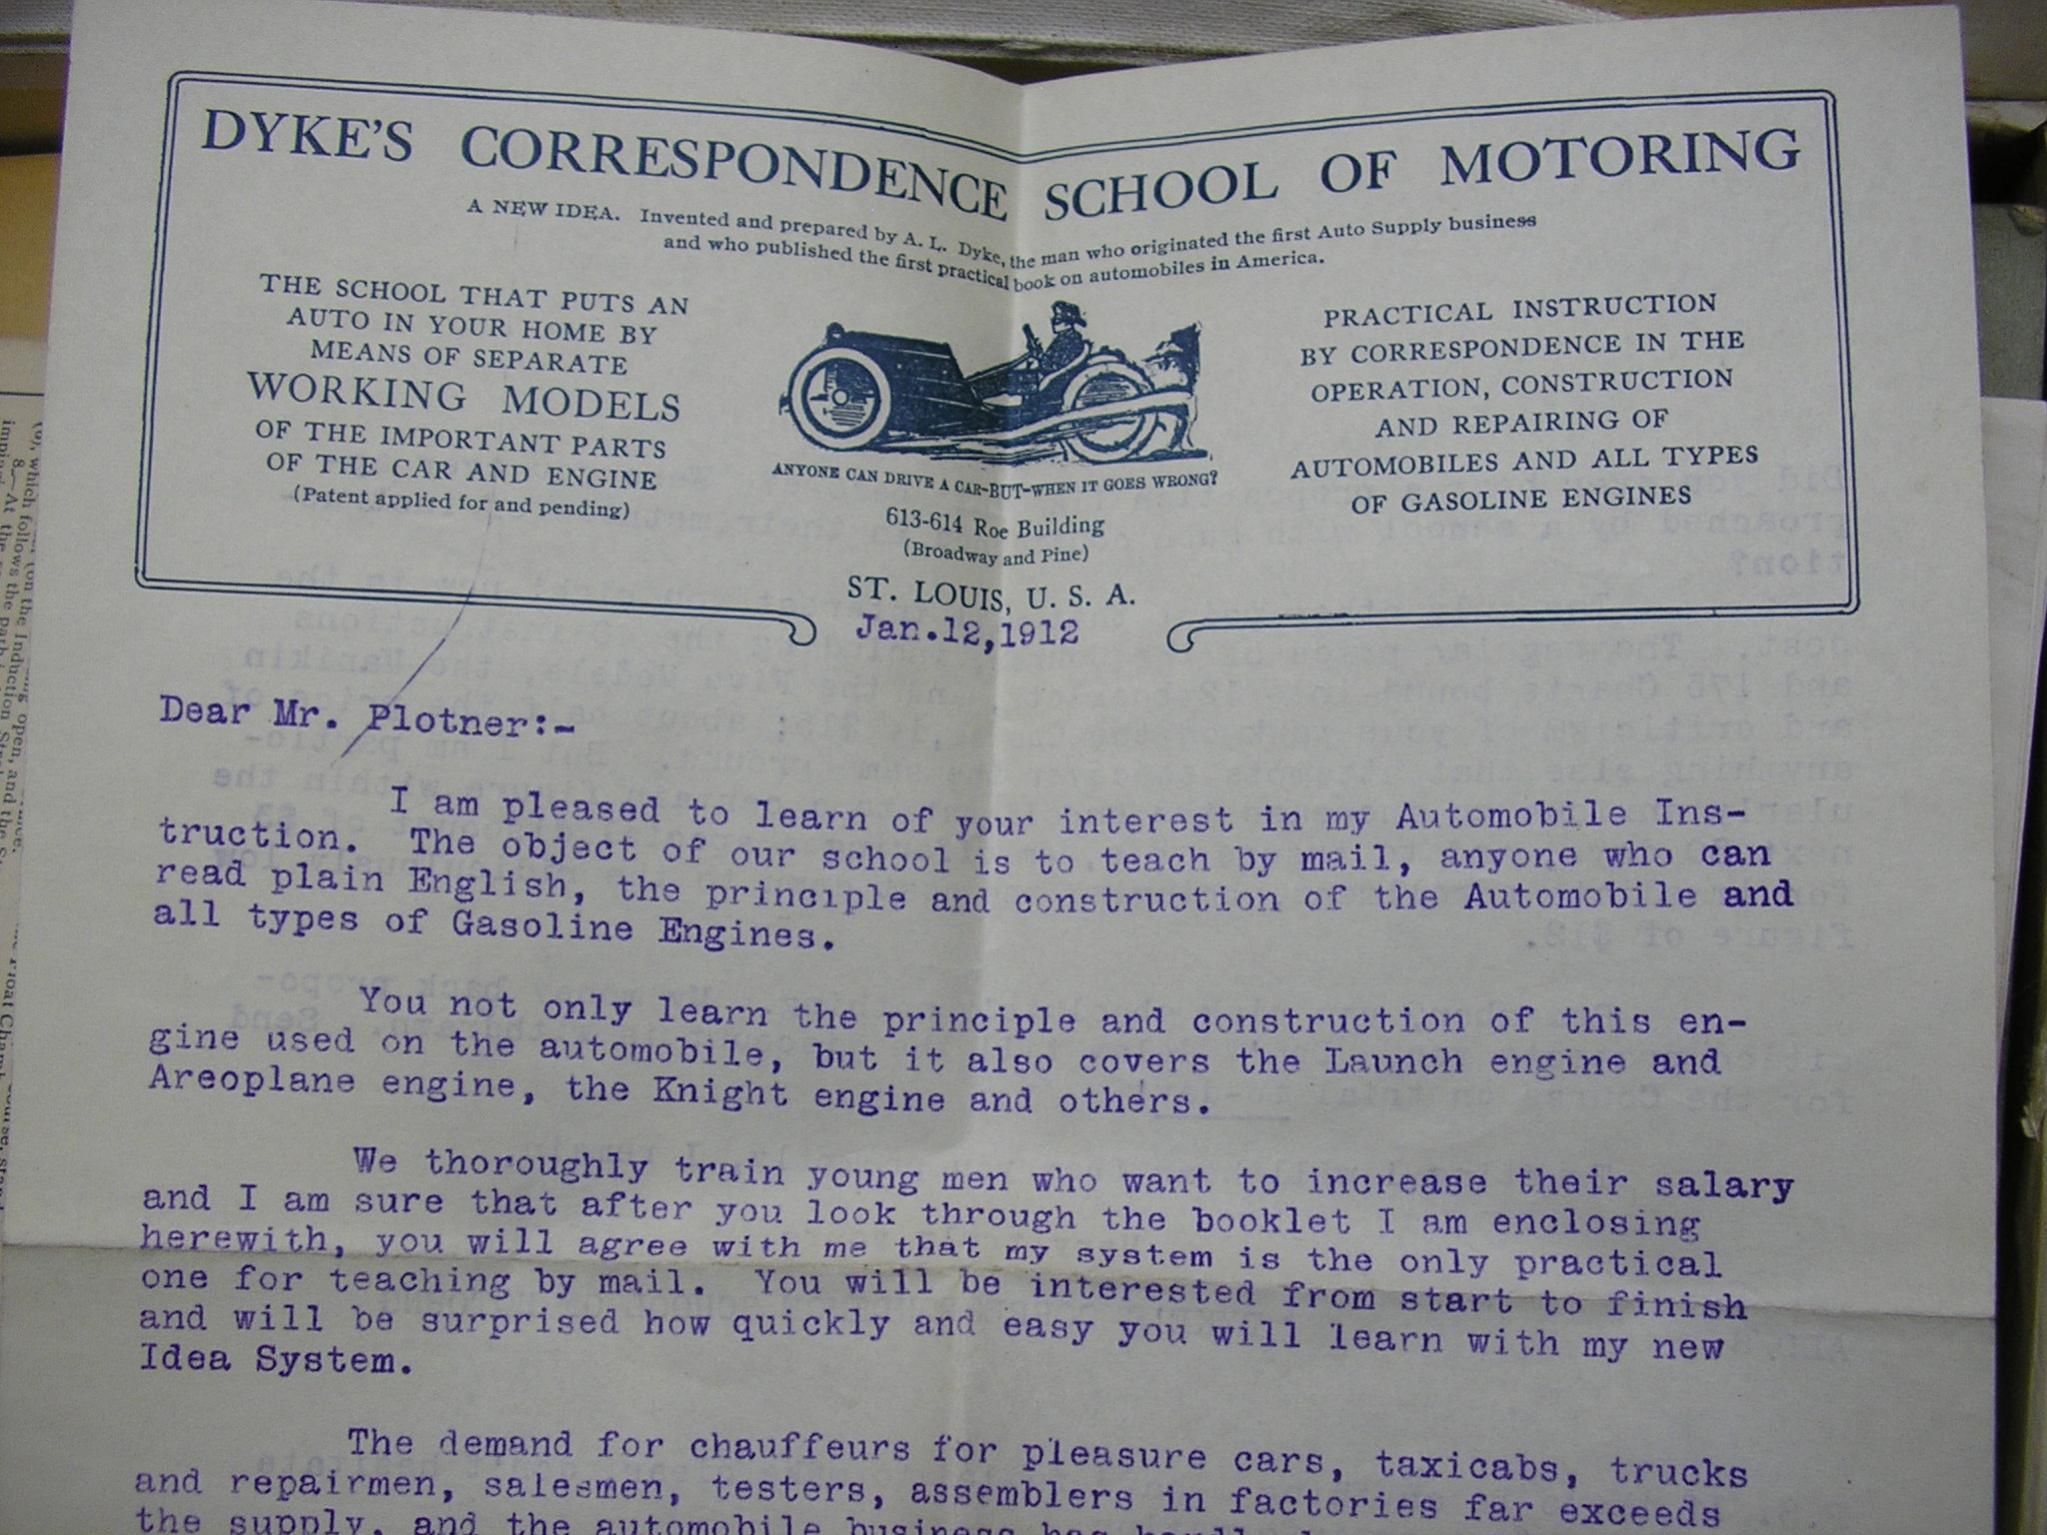 DYKE'S CORRESPONDENCE SCHOOL OF MOTORING
A NEW IDEA. Invented and prepared by A. L. Dyke, the man who originated the first Auto Supply business
and who published the first practical book on automobiles in America.
THE SCHOOL THAT PUTS AN
AUTO IN YOUR HOME BY
MEANS OF SEPARATE
WORKING MODELS
OF THE IMPORTANT PARTS
OF THE CAR AND ENGINE
(Patent applied for and pending)
ANYONE CAN DRIVE A CAR-BUT-WHEN IT GOES WRONG?
613-614 Roe Building
(Broadway and Pine)
ST. LOUIS, U. S. A.
PRACTICAL INSTRUCTION
BY CORRESPONDENCE IN THE
OPERATION, CONSTRUCTION
AND REPAIRING OF
AUTOMOBILES AND ALL TYPES
OF GASOLINE ENGINES
Jan.12,1912
Dear Mr. Plotner:-
I am pleased to learn of your interest in my Automobile Ins-
truction. The object of our school is to teach by mail, anyone who can
read plain English, the principle and construction of the Automobile and
all types of Gasoline Engines.
You not only learn the principle and construction of this en-
gine used on the automobile, but it also covers the Launch engine and
Areoplane engine, the Knight engine and others.
We thoroughly train young men who want to increase their salary
and I am sure that after you look through the booklet I am enclosing
herewith, you will agree with me that my system is the only practical
one for teaching by mail. You will be interested from start to finish
and will be surprised how quickly and easy you will learn with my new
Idea System.
The demand for chauffeurs for pleasure cars, taxicabs, trucks
and repairmen, salesmen, testers, assemblers in factories far exceeds
the supply, and the automobile business has